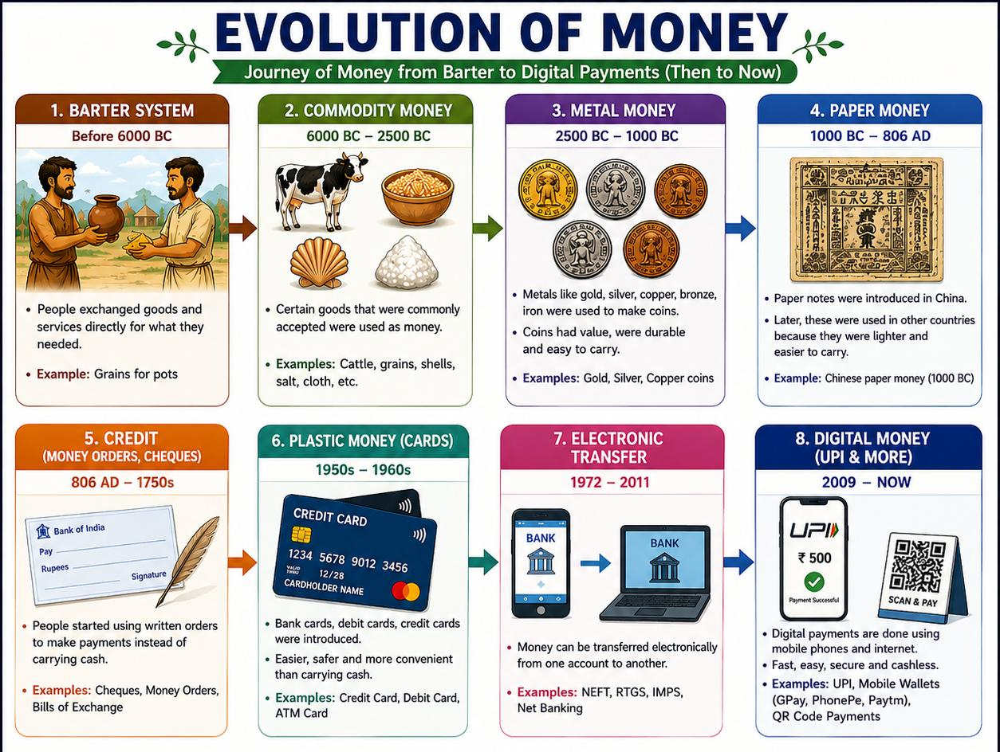 EVOLUTION OF MONEY
Journey of Money from Barter to Digital Payments (Then to Now)
1. BARTER SYSTEM
Before 6000 BC
• People exchanged goods and
services directly for what they
needed.
• Example: Grains for pots
2. COMMODITY MONEY
6000 BC – 2500 BC
• Certain goods that were commonly
accepted were used as money.
• Examples: Cattle, grains, shells,
salt, cloth, etc.
3. METAL MONEY
2500 BC – 1000 BC
• Metals like gold, silver, copper, bronze,
iron were used to make coins.
• Coins had value, were durable
and easy to carry.
• Examples: Gold, Silver, Copper coins
4. PAPER MONEY
1000 BC – 806 AD
• Paper notes were introduced in China.
• Later, these were used in other countries
because they were lighter and
easier to carry.
• Example: Chinese paper money (1000 BC)
5. CREDIT
(MONEY ORDERS, CHEQUES)
806 AD – 1750s
Bank of India
Pay
Rupees
Signature
• People started using written orders
to make payments instead of
carrying cash.
• Examples: Cheques, Money Orders,
Bills of Exchange
6. PLASTIC MONEY (CARDS)
1950s – 1960s
CREDIT CARD
1234 5678 9012 3456
VALID
THRU
12/28
CARDHOLDER NAME
• Bank cards, debit cards, credit cards
were introduced.
• Easier, safer and more convenient
than carrying cash.
• Examples: Credit Card, Debit Card,
ATM Card
7. ELECTRONIC
TRANSFER
1972 – 2011
BANK
BANK
• Money can be transferred electronically
from one account to another.
• Examples: NEFT, RTGS, IMPS,
Net Banking
8. DIGITAL MONEY
(UPI & MORE)
2009 – NOW
UPI
₹ 500
Payment Successful
SCAN & PAY
• Digital payments are done using
mobile phones and internet.
• Fast, easy, secure and cashless.
• Examples: UPI, Mobile Wallets
(GPay, PhonePe, Paytm),
QR Code Payments